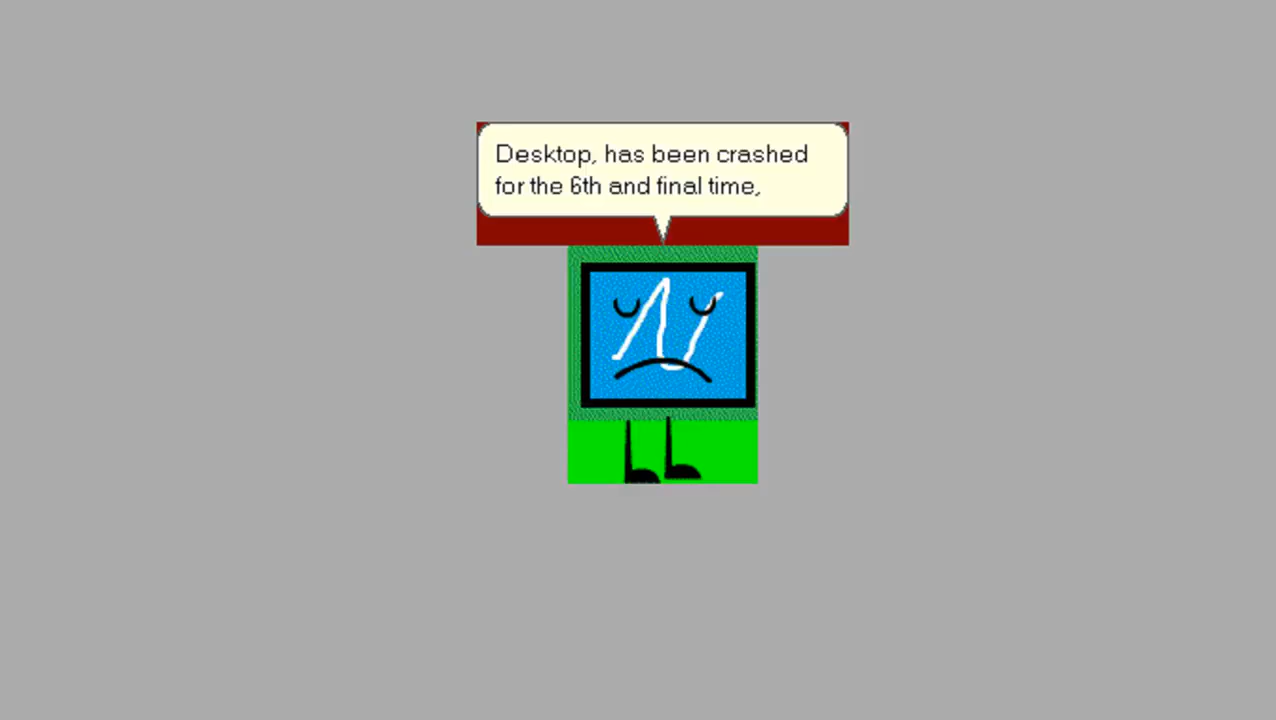 Desktop, has been crashed
for the 6th and final time,